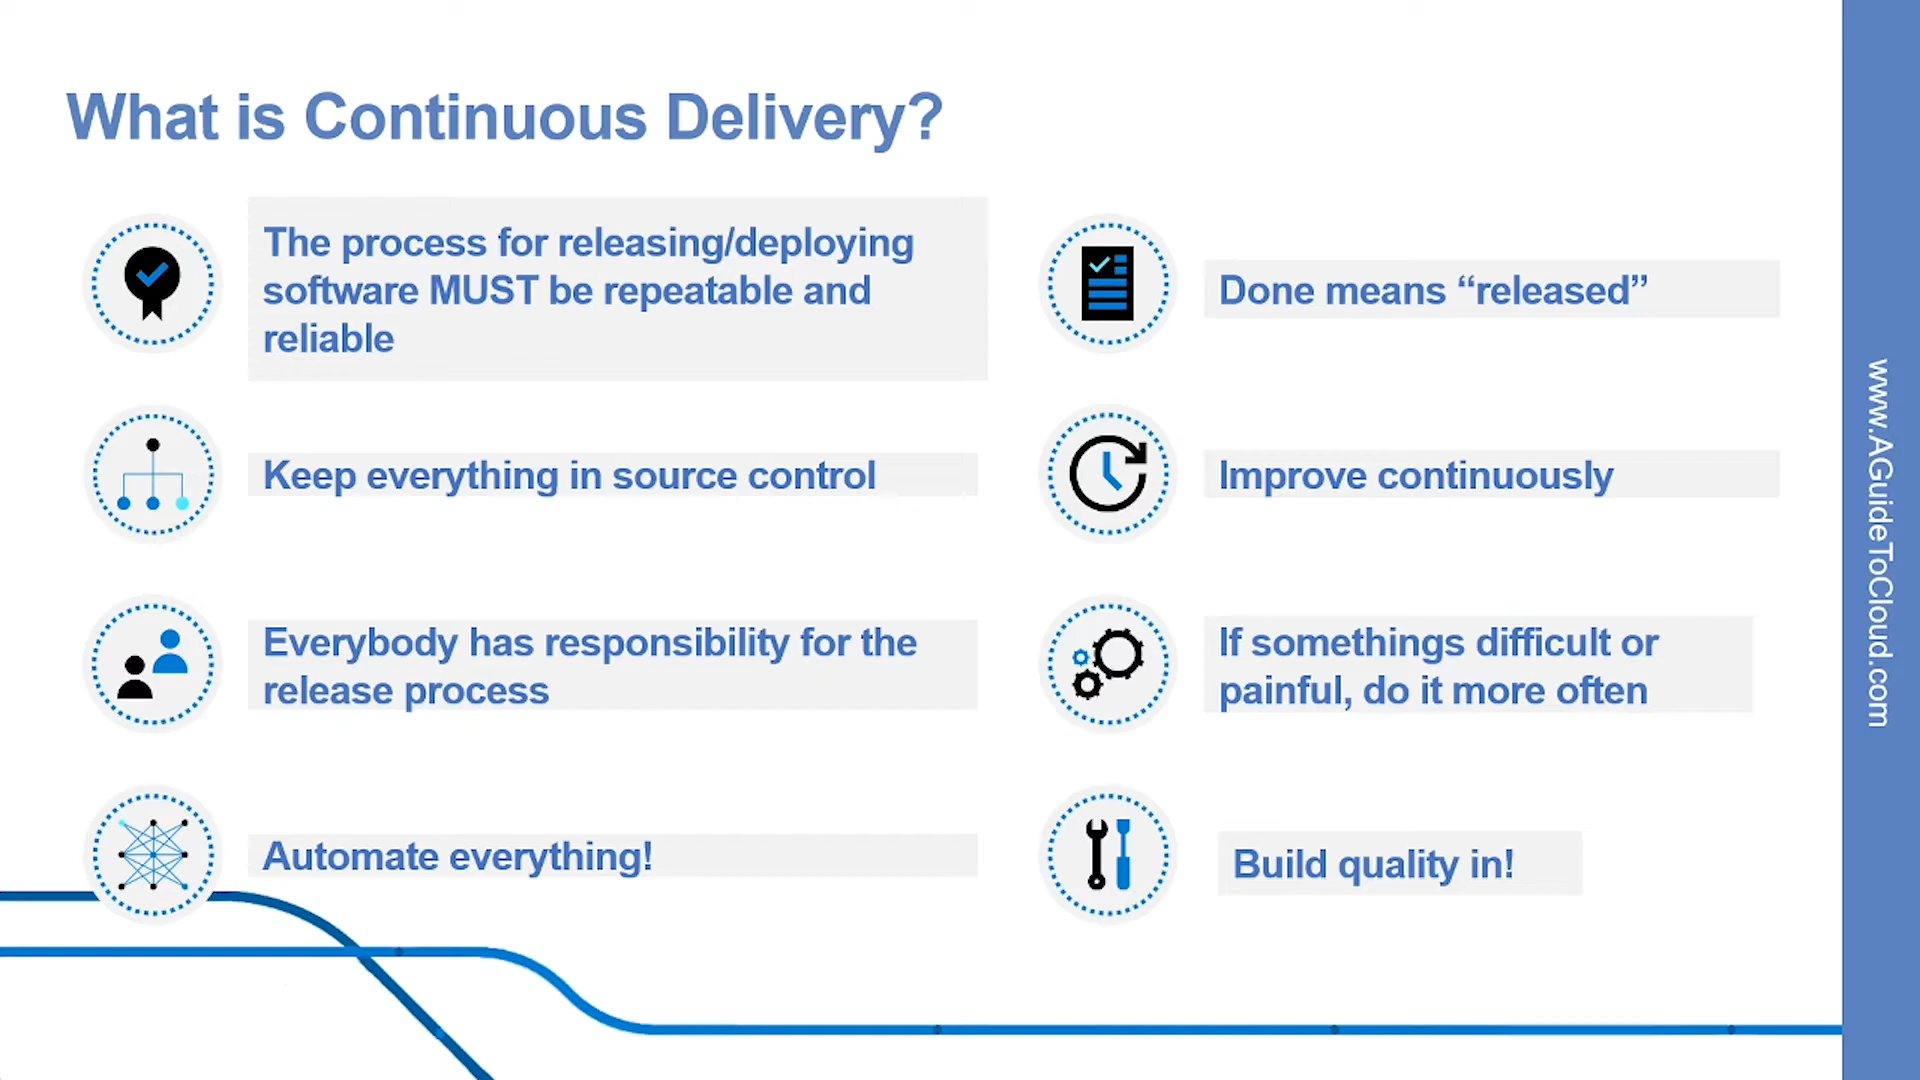 What is Continuous Delivery?
The process for releasing/deploying
software MUST be repeatable and
reliable
Keep everything in source control
Everybody has responsibility for the
release process
Automate everything!
Done means “released”
Improve continuously
If somethings difficult or
painful, do it more often
Build quality in!
www.AGuideToCloud.com